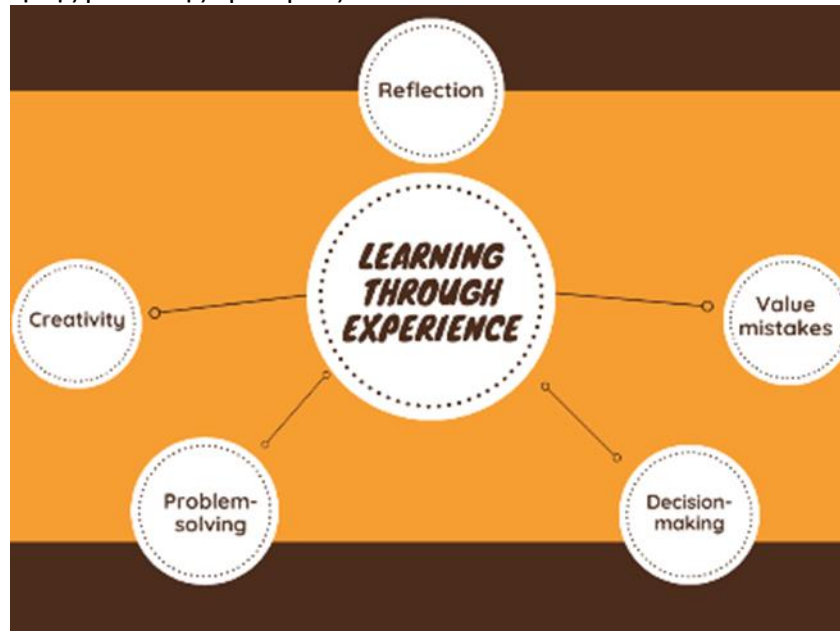 Reflection
LEARNING
THROUGH
EXPERIENCE
Creativity
Value
mistakes
Problem-
solving
Decision-
making